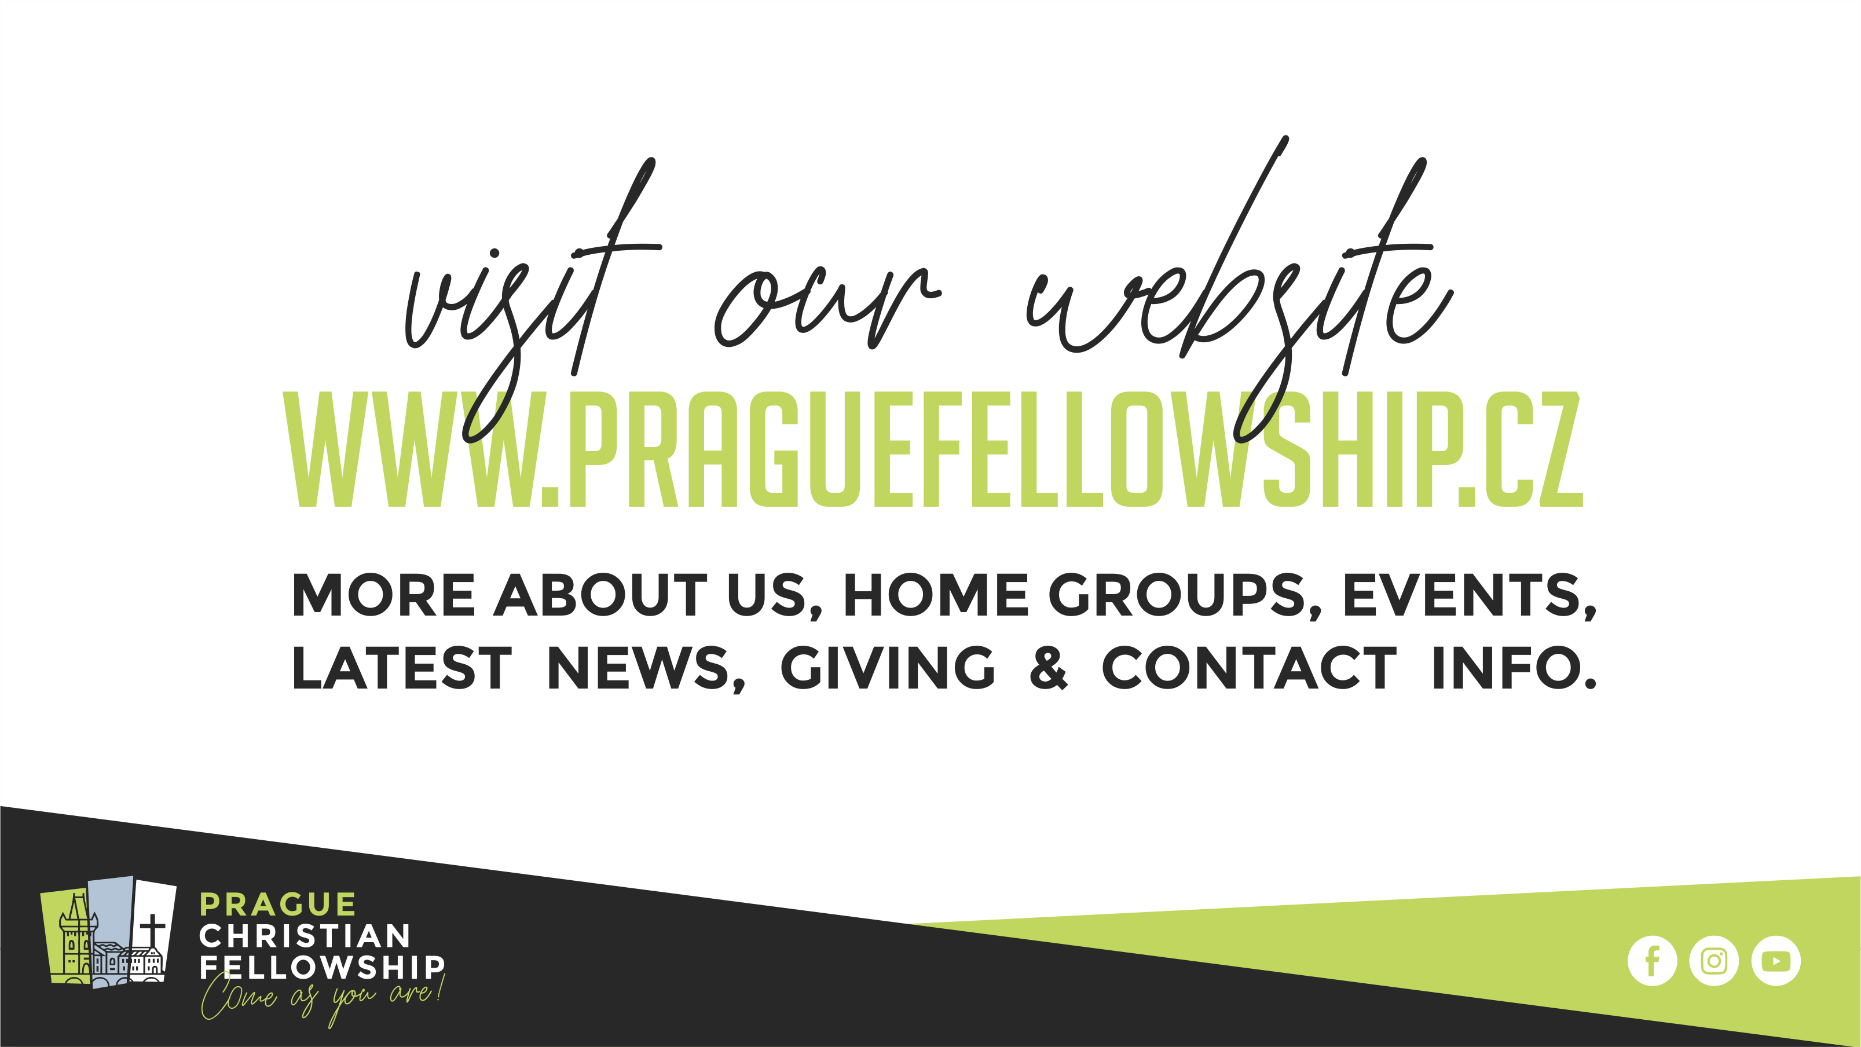 visit our website
WWW.PRAGUEFELLOWSHIP.CZ
MORE ABOUT US, HOME GROUPS, EVENTS,
LATEST NEWS, GIVING & CONTACT INFO.
PRAGUE
CHRISTIAN
FELLOWSHIP
Come as you are!